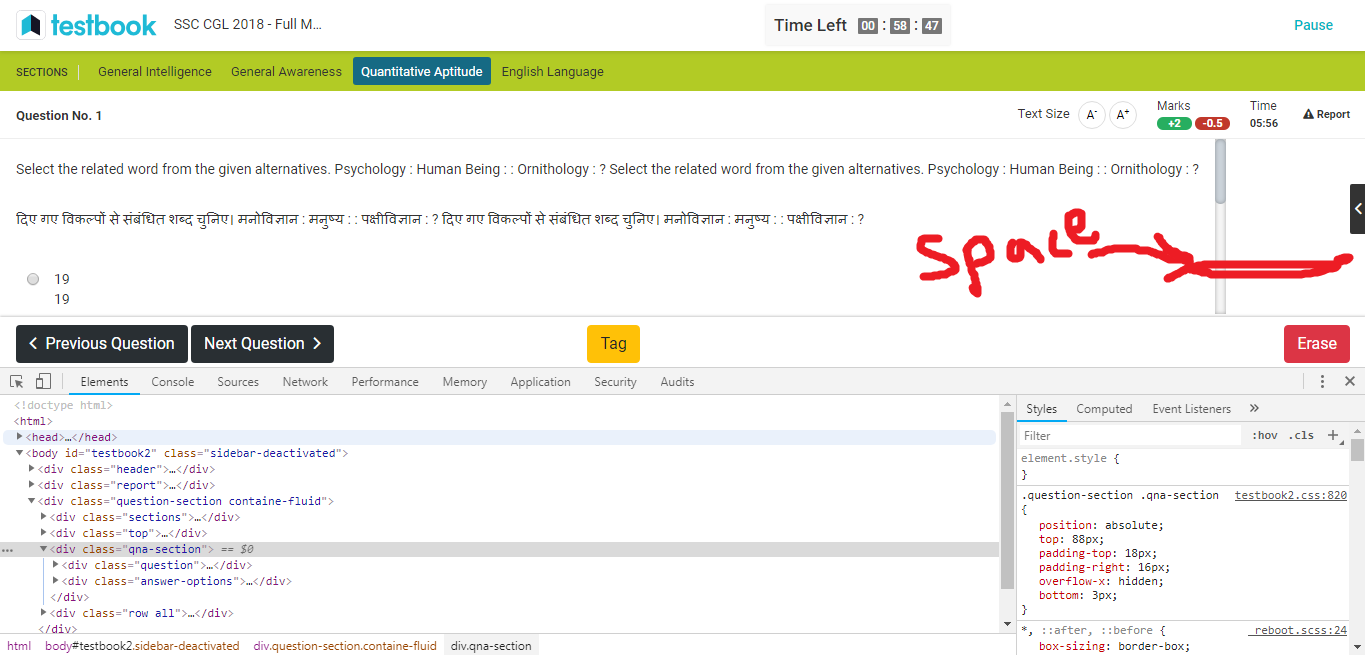 testbook SSC CGL 2018 - Full M... Time Left 00 : 58 : 47 Pause
SECTIONS General Intelligence General Awareness Quantitative Aptitude English Language
Question No. 1 Text Size A- A+ Marks +2 -0.5 Time 05:56 Report
Select the related word from the given alternatives. Psychology : Human Being : : Ornithology : ? Select the related word from the given alternatives. Psychology : Human Being : : Ornithology : ?
दिए गए विकल्पों से संबंधित शब्द चुनिए। मनोविज्ञान : मनुष्य : : पक्षीविज्ञान : ? दिए गए विकल्पों से संबंधित शब्द चुनिए। मनोविज्ञान : मनुष्य : : पक्षीविज्ञान : ?
space
19
19
Previous Question Next Question Tag Erase
Elements Console Sources Network Performance Memory Application Security Audits
<!doctype html>
<html>
<head>…</head>
<body id="testbook2" class="sidebar-deactivated">
<div class="header">…</div>
<div class="report">…</div>
<div class="question-section containe-fluid">
<div class="sections">…</div>
<div class="top">…</div>
<div class="qna-section"> == $0
<div class="question">…</div>
<div class="answer-options">…</div>
</div>
<div class="row all">…</div>
</div>
html body#testbook2.sidebar-deactivated div.question-section.containe-fluid div.qna-section
Styles Computed Event Listeners »
Filter :hov .cls +
element.style {
}
.question-section .qna-section testbook2.css:820
{
position: absolute;
top: 88px;
padding-top: 18px;
padding-right: 16px;
overflow-x: hidden;
bottom: 3px;
}
*, ::after, ::before { _reboot.scss:24
box-sizing: border-box;